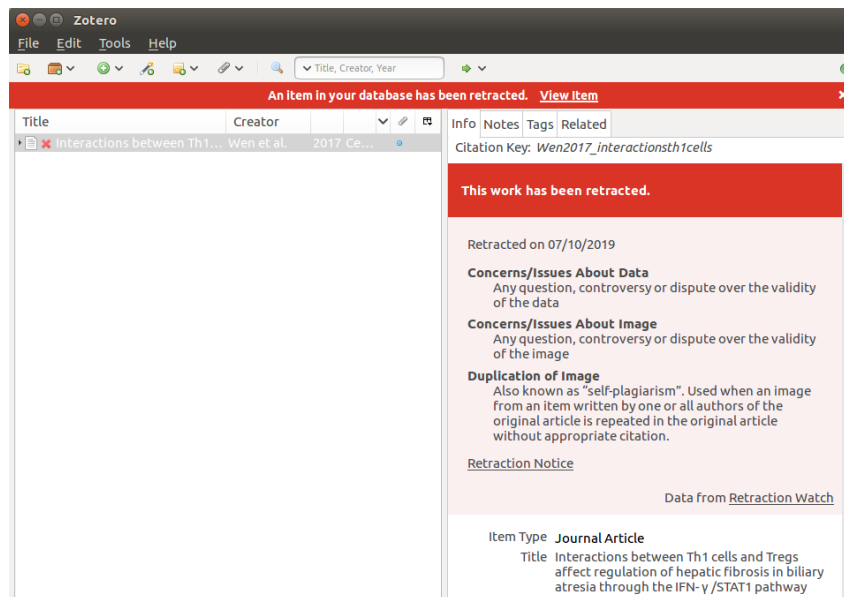 Zotero
File Edit Tools Help
Title, Creator, Year
An item in your database has been retracted. View Item
Title Creator
Interactions between Th1... Wen et al. 2017 Ce...
Info Notes Tags Related
Citation Key: Wen2017_interactionsth1cells
This work has been retracted.
Retracted on 07/10/2019
Concerns/Issues About Data
Any question, controversy or dispute over the validity
of the data
Concerns/Issues About Image
Any question, controversy or dispute over the validity
of the image
Duplication of Image
Also known as “self-plagiarism”. Used when an image
from an item written by one or all authors of the
original article is repeated in the original article
without appropriate citation.
Retraction Notice
Data from Retraction Watch
Item Type Journal Article
Title Interactions between Th1 cells and Tregs
affect regulation of hepatic fibrosis in biliary
atresia through the IFN-γ/STAT1 pathway